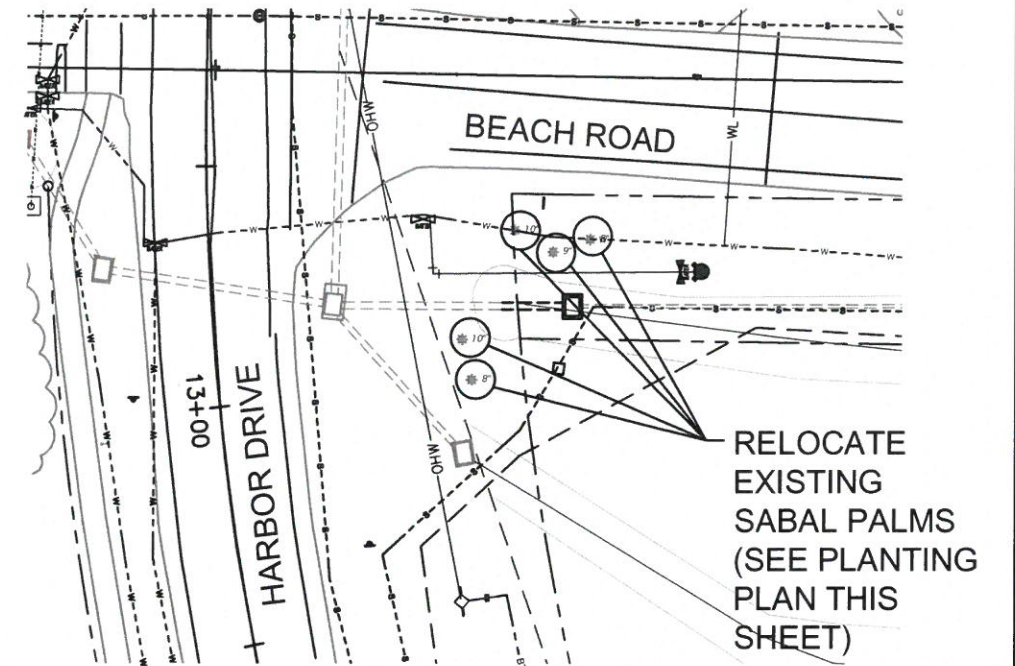 BEACH ROAD
WL
OHW
W
W
W
W
W
10"
9"
8"
10"
8"
13+00
HARBOR DRIVE
OHW
RELOCATE
EXISTING
SABAL PALMS
(SEE PLANTING
PLAN THIS
SHEET)